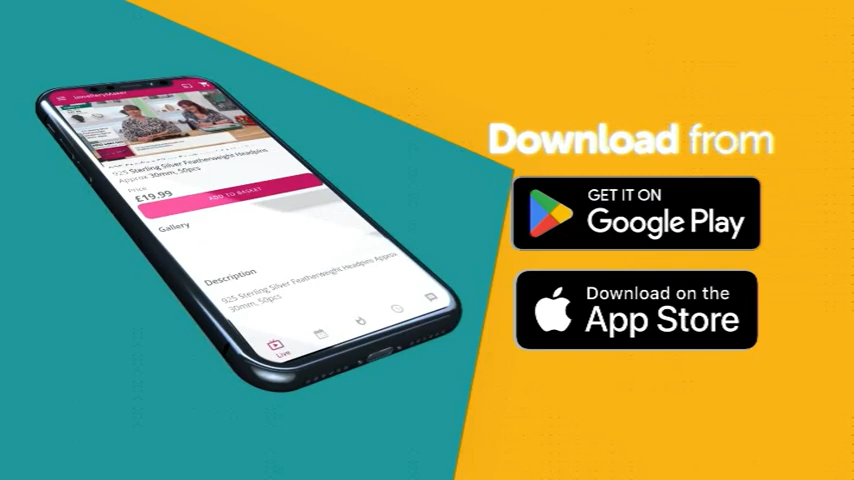 JewelleryMaker
925 Sterling Silver Featherweight Headpins
Approx 30mm, 50pcs
Price
£19.99
ADD TO BASKET
Gallery
Description
925 Sterling Silver Featherweight Headpins Approx
30mm, 50pcs
Live
Download from
GET IT ON
Google Play
Download on the
App Store